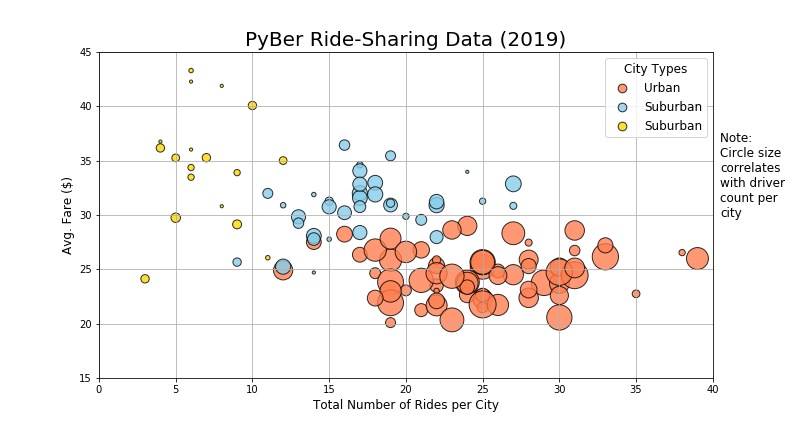 PyBer Ride-Sharing Data (2019)
45
40
35
30
25
20
15
Avg. Fare ($)
0 5 10 15 20 25 30 35 40
Total Number of Rides per City
City Types
Urban
Suburban
Suburban
Note:
Circle size
correlates
with driver
count per
city